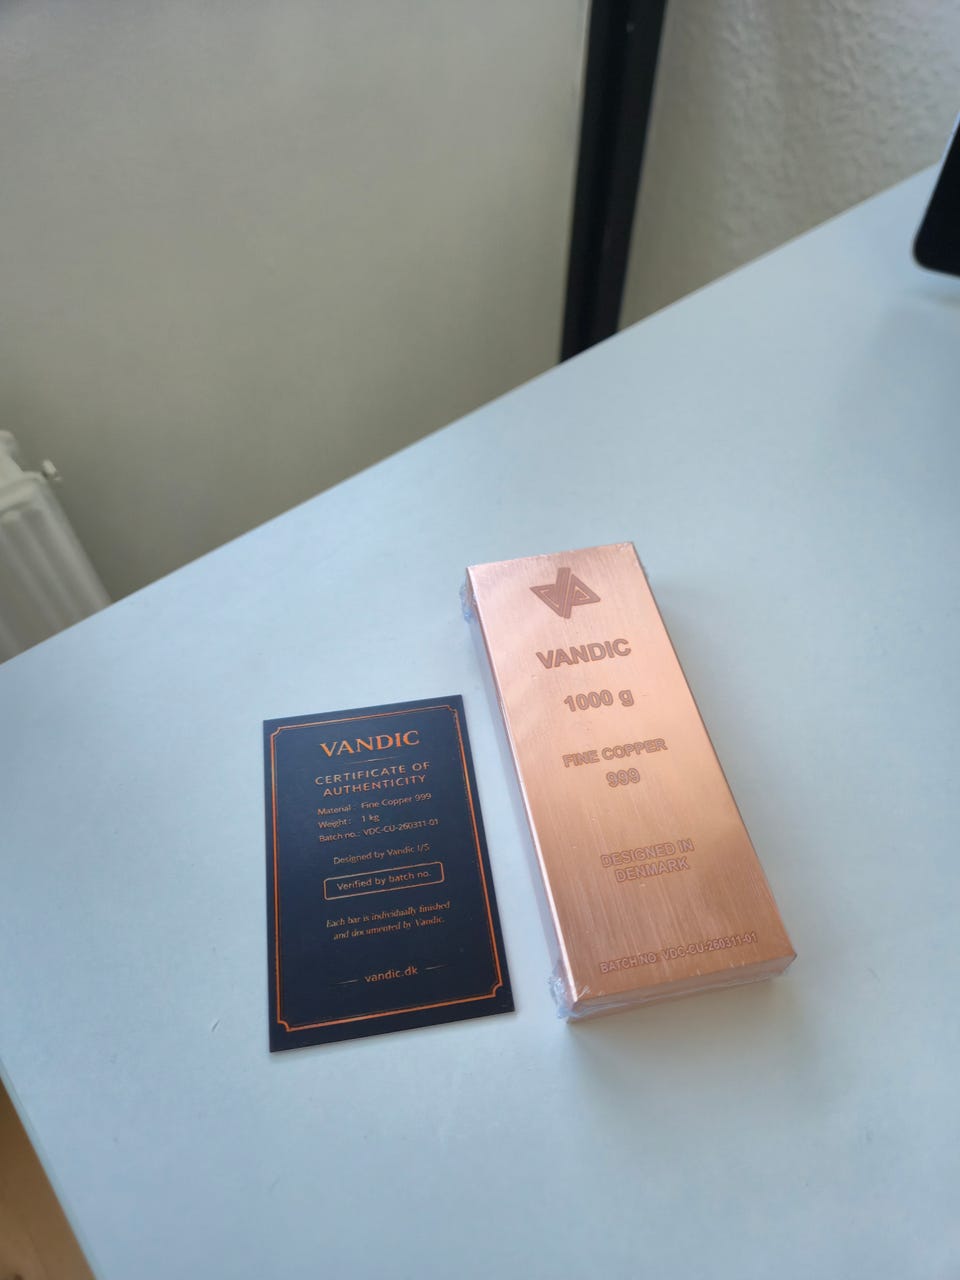 VANDIC
CERTIFICATE OF
AUTHENTICITY
Material: Fine Copper 999
Weight: 1 kg
Batch no.: VDC-CU-260311-01
Designed by Vandic I/S
Verified by batch no.
Each bar is individually finished
and documented by Vandic.
vandic.dk
VANDIC
1000 g
FINE COPPER
999
DESIGNED IN
DENMARK
BATCH NO: VDC-CU-260311-01